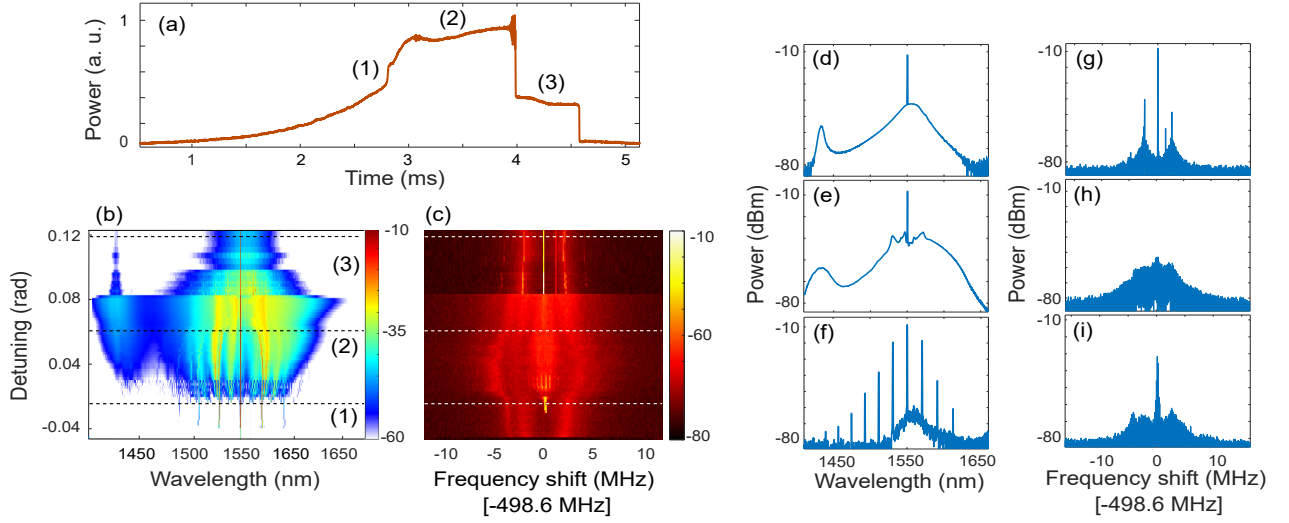 (a)
(1)
(2)
(3)
1
0
Power (a. u.)
1
2
3
4
5
Time (ms)
(b)
0.12
0.08
0.04
-0.04
Detuning (rad)
(3)
(2)
(1)
-10
-35
-60
1450
1500
1550
1650
1650
Wavelength (nm)
(c)
-10
-60
-80
-10
-5
0
5
10
Frequency shift (MHz)
[-498.6 MHz]
(d)
-10
-80
(e)
-10
-80
Power (dBm)
(f)
-10
-80
1450
1550
1650
Wavelength (nm)
(g)
-10
-80
(h)
-10
-80
Power (dBm)
(i)
-10
-80
-10
0
10
Frequency shift (MHz)
[-498.6 MHz]